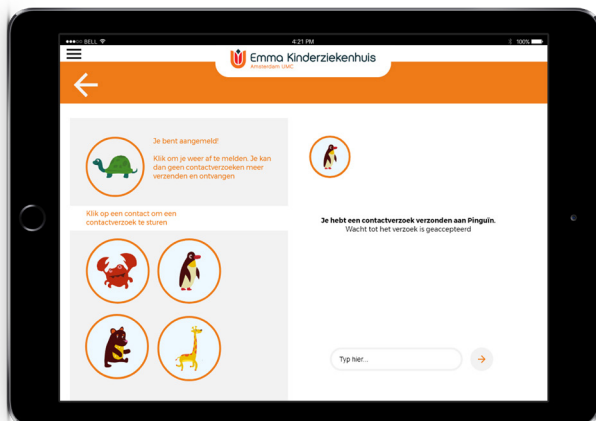 BELL
4:21 PM
100%
Emma Kinderziekenhuis
Amsterdam UMC
Je bent aangemeld!
Klik om je weer af te melden. Je kan
dan geen contactverzoeken meer
verzenden en ontvangen
Klik op een contact om een
contactverzoek te sturen
Je hebt een contactverzoek verzonden aan Pinguïn.
Wacht tot het verzoek is geaccepteerd
Typ hier...